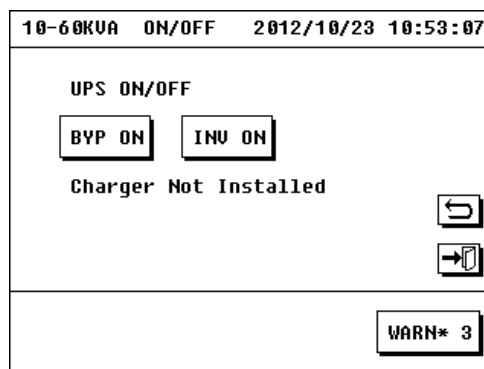 10-60KVA ON/OFF 2012/10/23 10:53:07
UPS ON/OFF
BYP ON INV ON
Charger Not Installed
WARN* 3